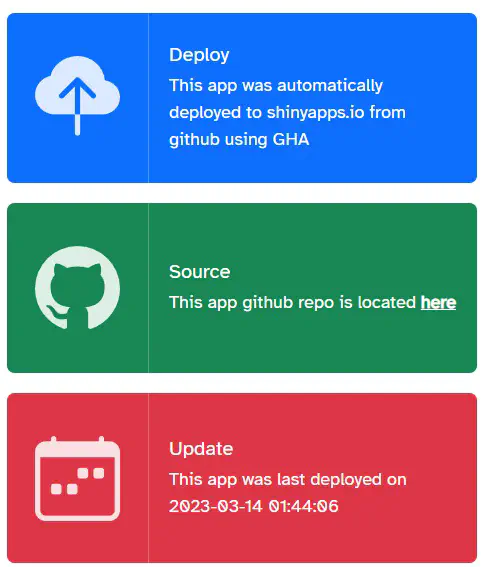 Deploy
This app was automatically
deployed to shinyapps.io from
github using GHA
Source
This app github repo is located here
Update
This app was last deployed on
2023-03-14 01:44:06